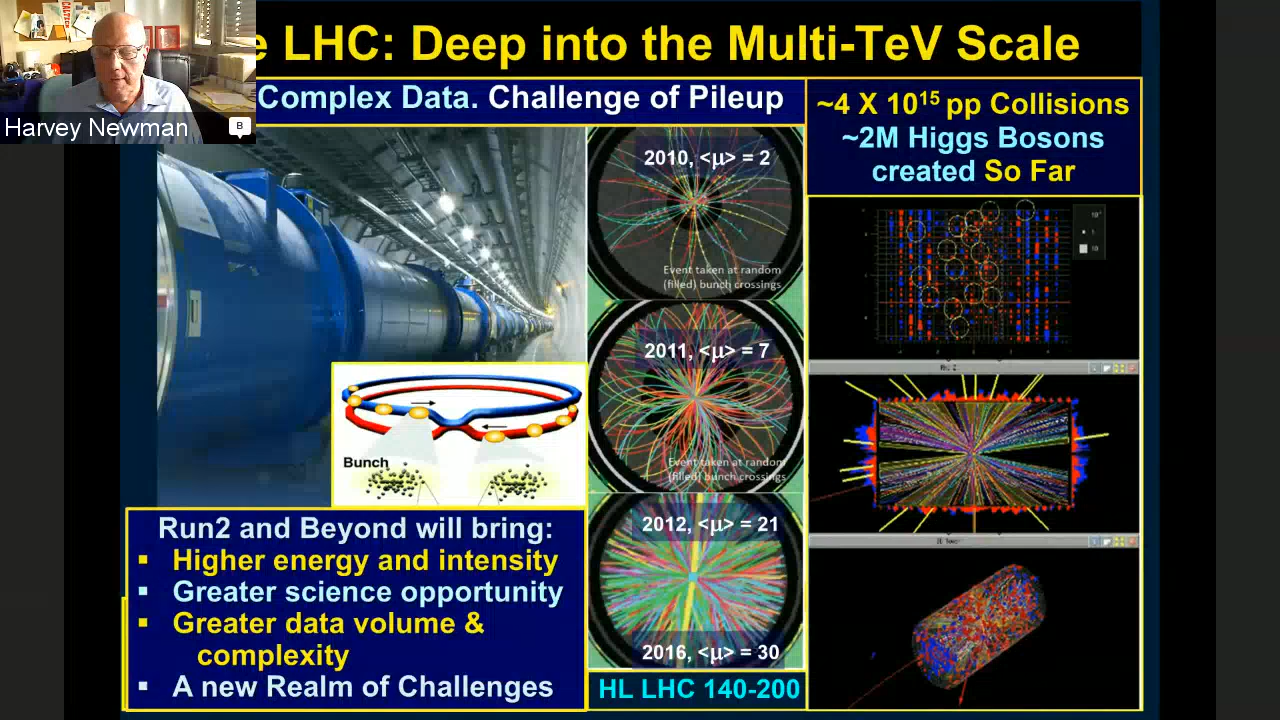 e LHC: Deep into the Multi-TeV Scale
Harvey Newman
B
Complex Data. Challenge of Pileup
~4 X 10¹⁵ pp Collisions
~2M Higgs Bosons
created So Far
2010, <μ> = 2
Event taken at random
(filled) bunch crossings
2011, <μ> = 7
Event taken at random
(filled) bunch crossings
2012, <μ> = 21
2016, <μ> = 30
HL LHC 140-200
Bunch
Run2 and Beyond will bring:
▪ Higher energy and intensity
▪ Greater science opportunity
▪ Greater data volume &
complexity
▪ A new Realm of Challenges